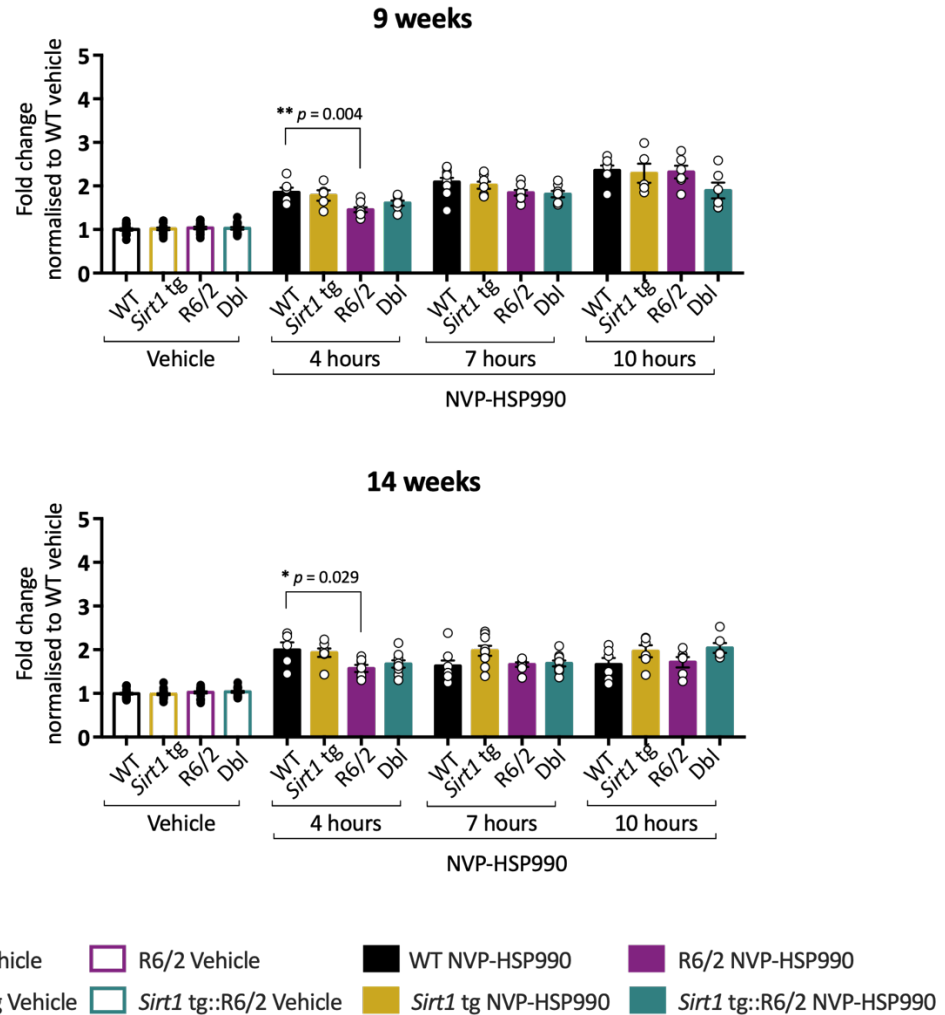 9 weeks
Fold change
normalised to WT vehicle
5
4
3
2
1
0
** p = 0.004
WT
Sirt1 tg
R6/2
Dbl
WT
Sirt1 tg
R6/2
Dbl
WT
Sirt1 tg
R6/2
Dbl
WT
Sirt1 tg
R6/2
Dbl
Vehicle
4 hours
7 hours
10 hours
NVP-HSP990
14 weeks
Fold change
normalised to WT vehicle
5
4
3
2
1
0
* p = 0.029
WT
Sirt1 tg
R6/2
Dbl
WT
Sirt1 tg
R6/2
Dbl
WT
Sirt1 tg
R6/2
Dbl
WT
Sirt1 tg
R6/2
Dbl
Vehicle
4 hours
7 hours
10 hours
NVP-HSP990
hicle
R6/2 Vehicle
WT NVP-HSP990
R6/2 NVP-HSP990
g Vehicle
Sirt1 tg::R6/2 Vehicle
Sirt1 tg NVP-HSP990
Sirt1 tg::R6/2 NVP-HSP990